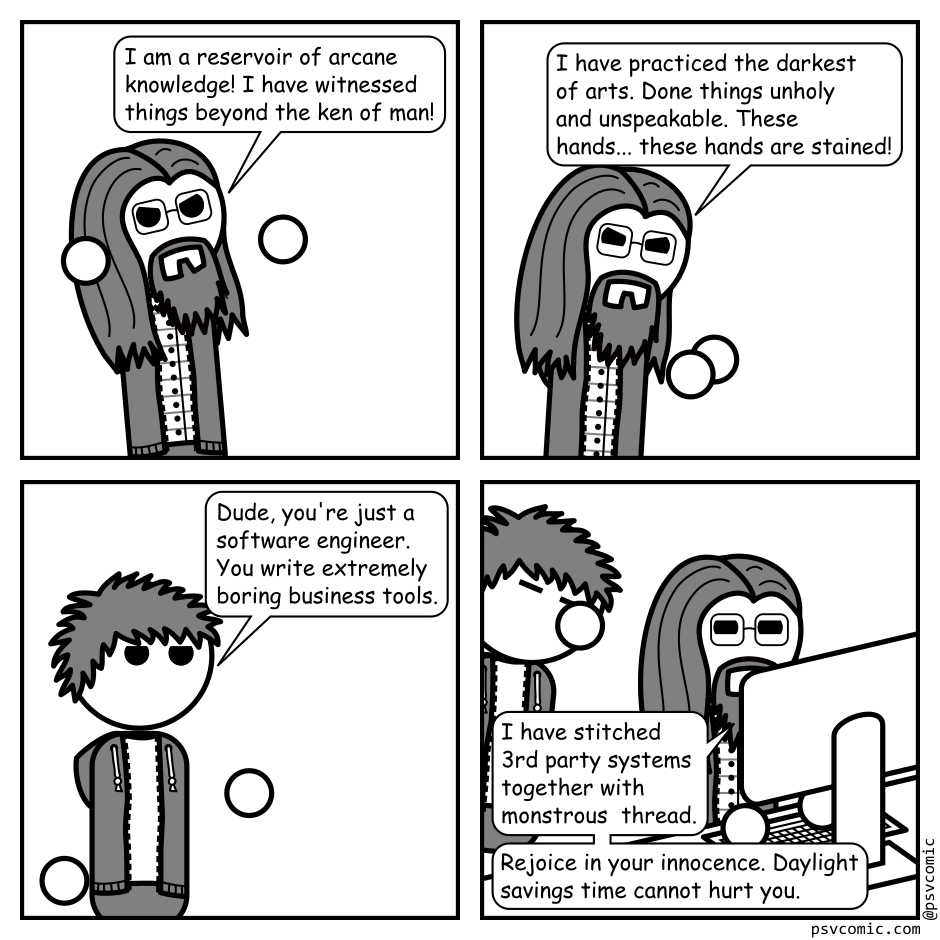 I am a reservoir of arcane
knowledge! I have witnessed
things beyond the ken of man!
I have practiced the darkest
of arts. Done things unholy
and unspeakable. These
hands... these hands are stained!
Dude, you're just a
software engineer.
You write extremely
boring business tools.
I have stitched
3rd party systems
together with
monstrous  thread.
Rejoice in your innocence. Daylight
savings time cannot hurt you.
@psvcomic
psvcomic.com